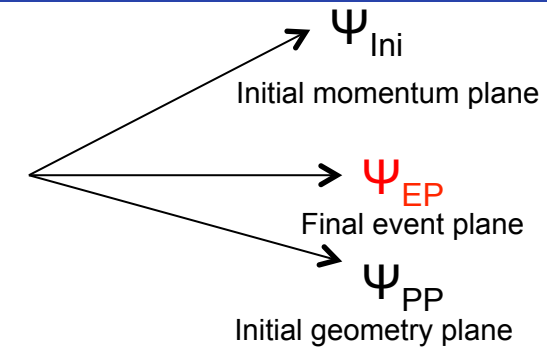 Ψ_Ini
Initial momentum plane
Ψ_EP
Final event plane
Ψ_PP
Initial geometry plane